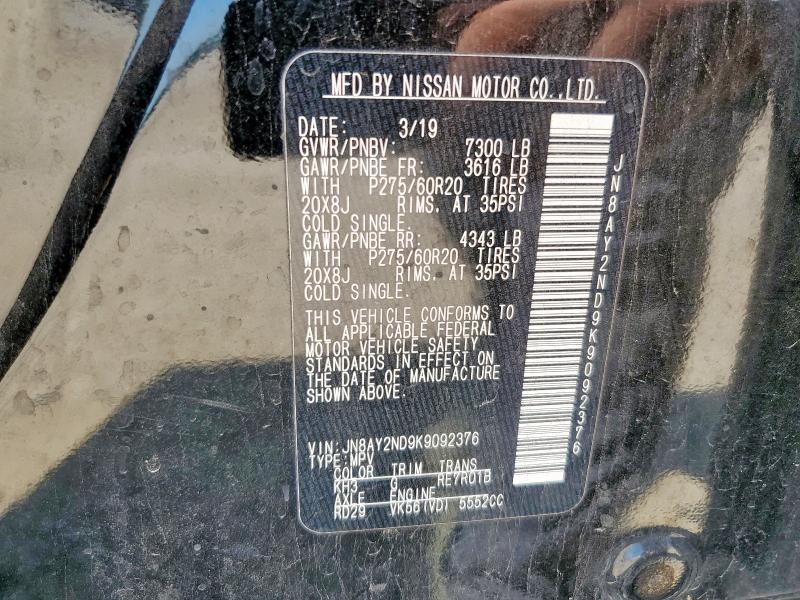 MFD BY NISSAN MOTOR CO.,LTD.
DATE: 3/19
GVWR/PNBV: 7300 LB
GAWR/PNBE FR: 3616 LB
WITH P275/60R20 TIRES
20X8J RIMS, AT 35PSI
COLD SINGLE.
GAWR/PNBE RR: 4343 LB
WITH P275/60R20 TIRES
20X8J RIMS, AT 35PSI
COLD SINGLE.
THIS VEHICLE CONFORMS TO
ALL APPLICABLE FEDERAL
MOTOR VEHICLE SAFETY
STANDARDS IN EFFECT ON
THE DATE OF MANUFACTURE
SHOWN ABOVE.
VIN: JN8AY2ND9K9092376
TYPE: MPV
COLOR TRIM TRANS
KH3 G RE7R01B
AXLE ENGINE
RD29 VK56(VD) 5552CC
JN8AY2ND9K9092376